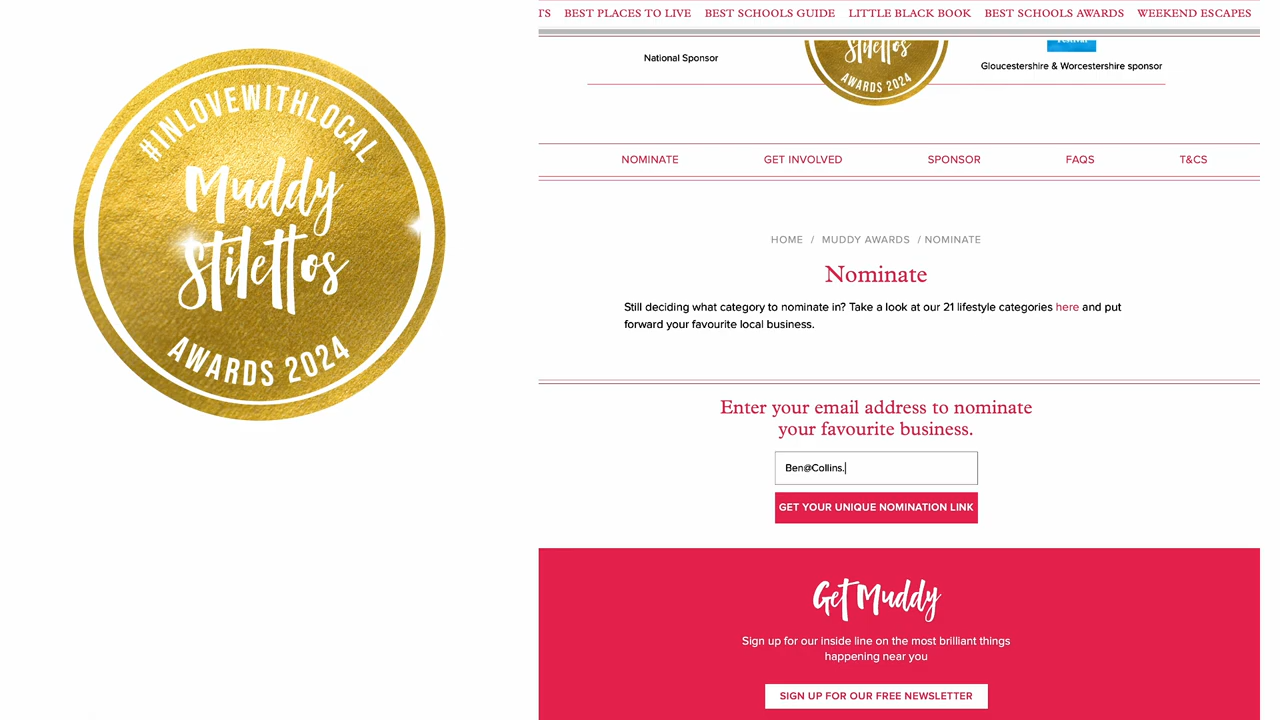 #INLOVEWITHLOCAL
Muddy
Stilettos
AWARDS 2024
TS BEST PLACES TO LIVE BEST SCHOOLS GUIDE LITTLE BLACK BOOK BEST SCHOOLS AWARDS WEEKEND ESCAPES
National Sponsor
Stilettos
AWARDS 2024
Gloucestershire & Worcestershire sponsor
NOMINATE GET INVOLVED SPONSOR FAQS T&CS
HOME / MUDDY AWARDS / NOMINATE
Nominate
Still deciding what category to nominate in? Take a look at our 21 lifestyle categories here and put
forward your favourite local business.
Enter your email address to nominate
your favourite business.
Ben@Collins.
GET YOUR UNIQUE NOMINATION LINK
Get Muddy
Sign up for our inside line on the most brilliant things
happening near you
SIGN UP FOR OUR FREE NEWSLETTER